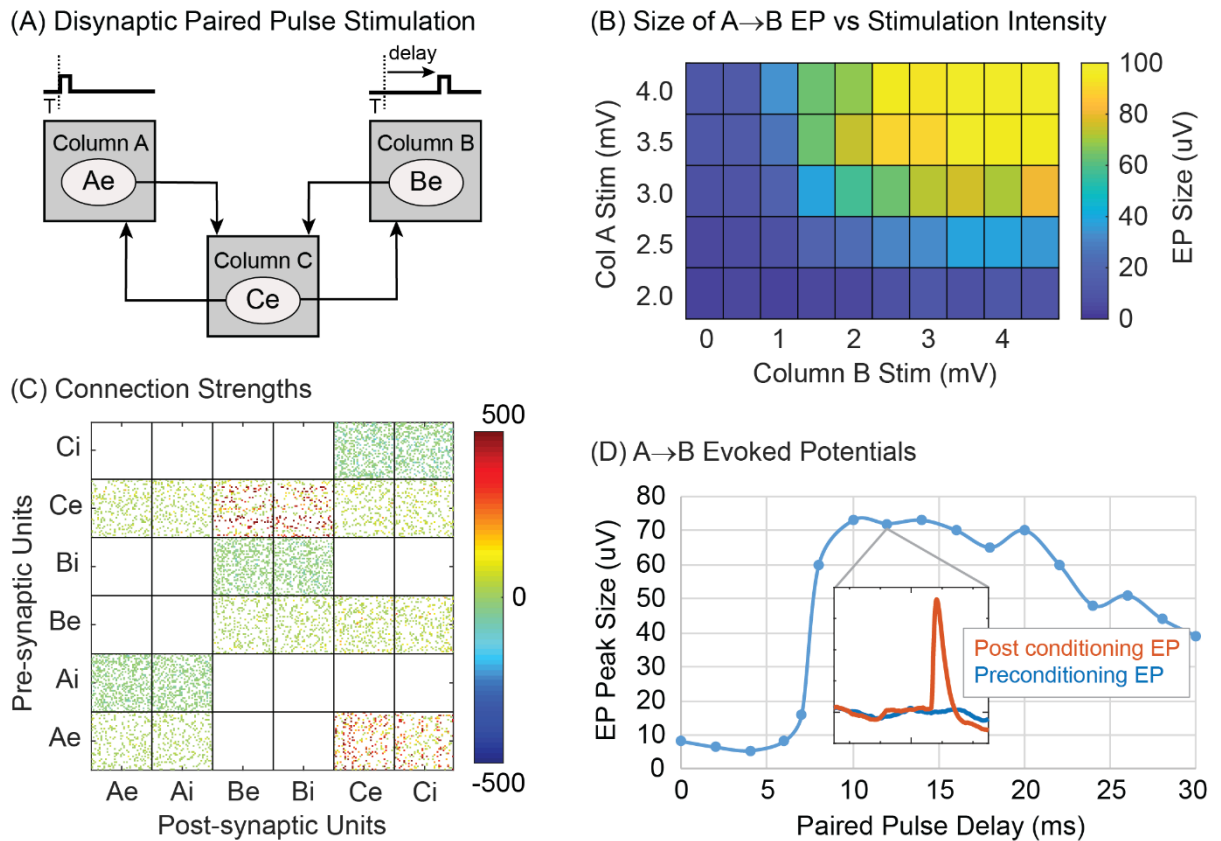 (A) Disynaptic Paired Pulse Stimulation
delay
T
T
Column A
Ae
Column B
Be
Column C
Ce
(B) Size of A→B EP vs Stimulation Intensity
Col A Stim (mV)
4.0
3.5
3.0
2.5
2.0
0 1 2 3 4
Column B Stim (mV)
100
80
60
40
20
0
EP Size (uV)
(C) Connection Strengths
Pre-synaptic Units
Ci
Ce
Bi
Be
Ai
Ae
Ae Ai Be Bi Ce Ci
Post-synaptic Units
500
0
-500
(D) A→B Evoked Potentials
EP Peak Size (uV)
80
70
60
50
40
30
20
10
0
Post conditioning EP
Preconditioning EP
0 5 10 15 20 25 30
Paired Pulse Delay (ms)